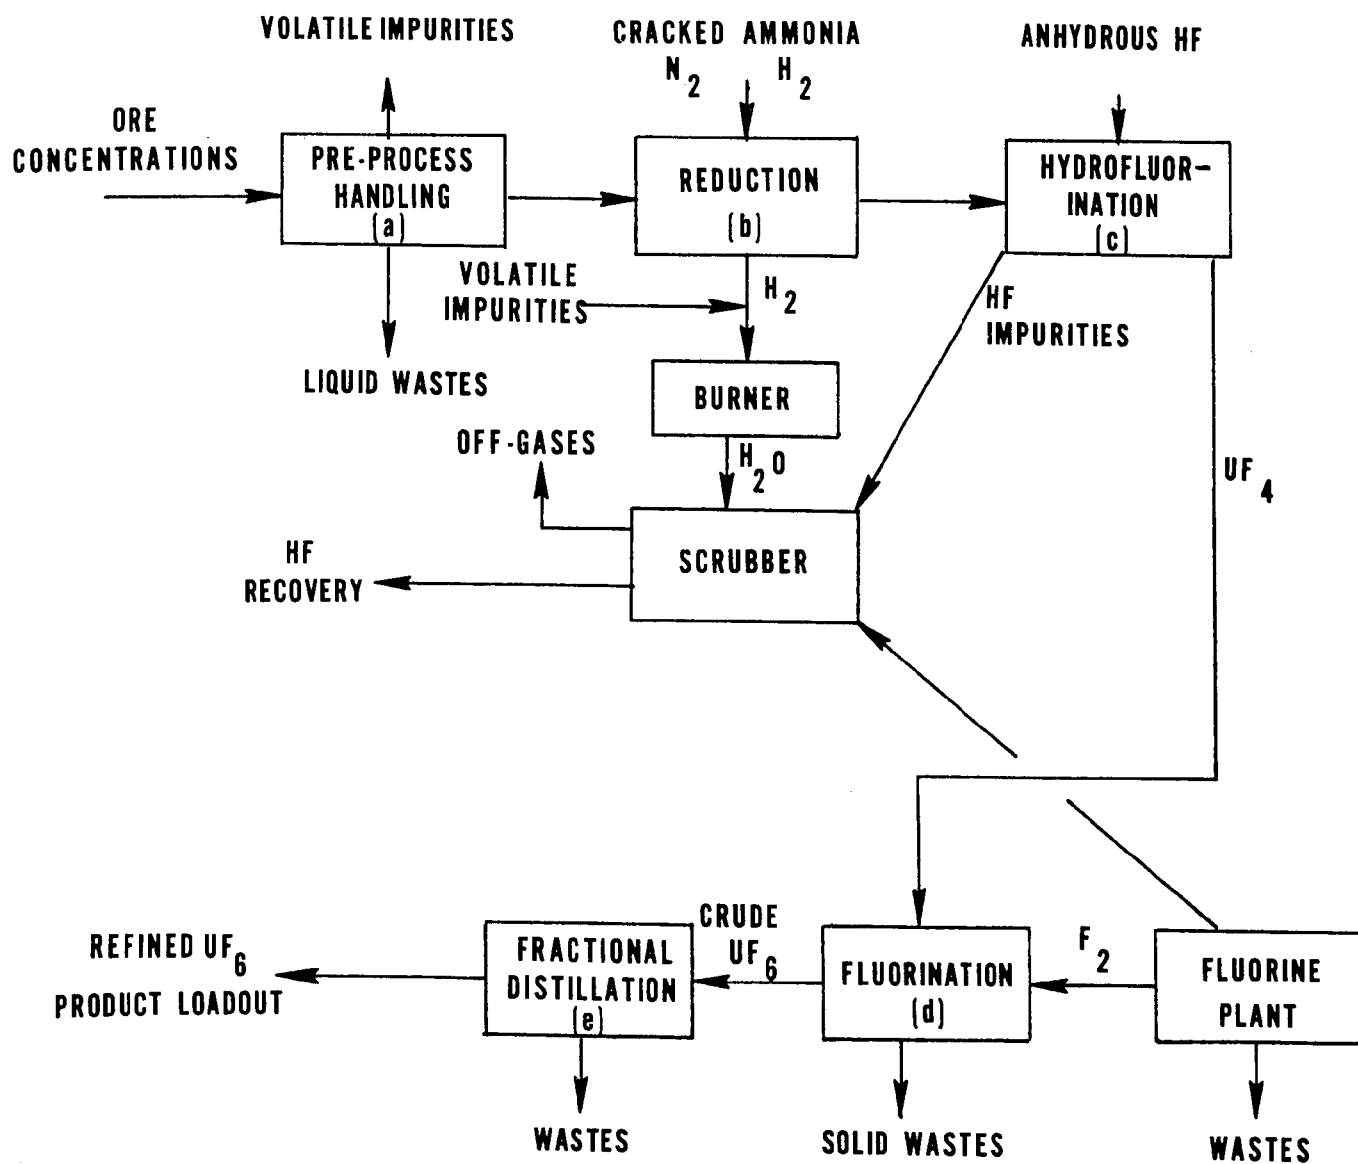 VOLATILE IMPURITIES
CRACKED AMMONIA
N2 H2
ANHYDROUS HF
ORE
CONCENTRATIONS
PRE-PROCESS
HANDLING
(a)
REDUCTION
(b)
HYDROFLUOR-
INATION
(c)
VOLATILE
IMPURITIES
H2
HF
IMPURITIES
LIQUID WASTES
BURNER
OFF-GASES
H2O
UF4
HF
RECOVERY
SCRUBBER
REFINED UF6
PRODUCT LOADOUT
FRACTIONAL
DISTILLATION
(e)
CRUDE
UF6
FLUORINATION
(d)
F2
FLUORINE
PLANT
WASTES
SOLID WASTES
WASTES